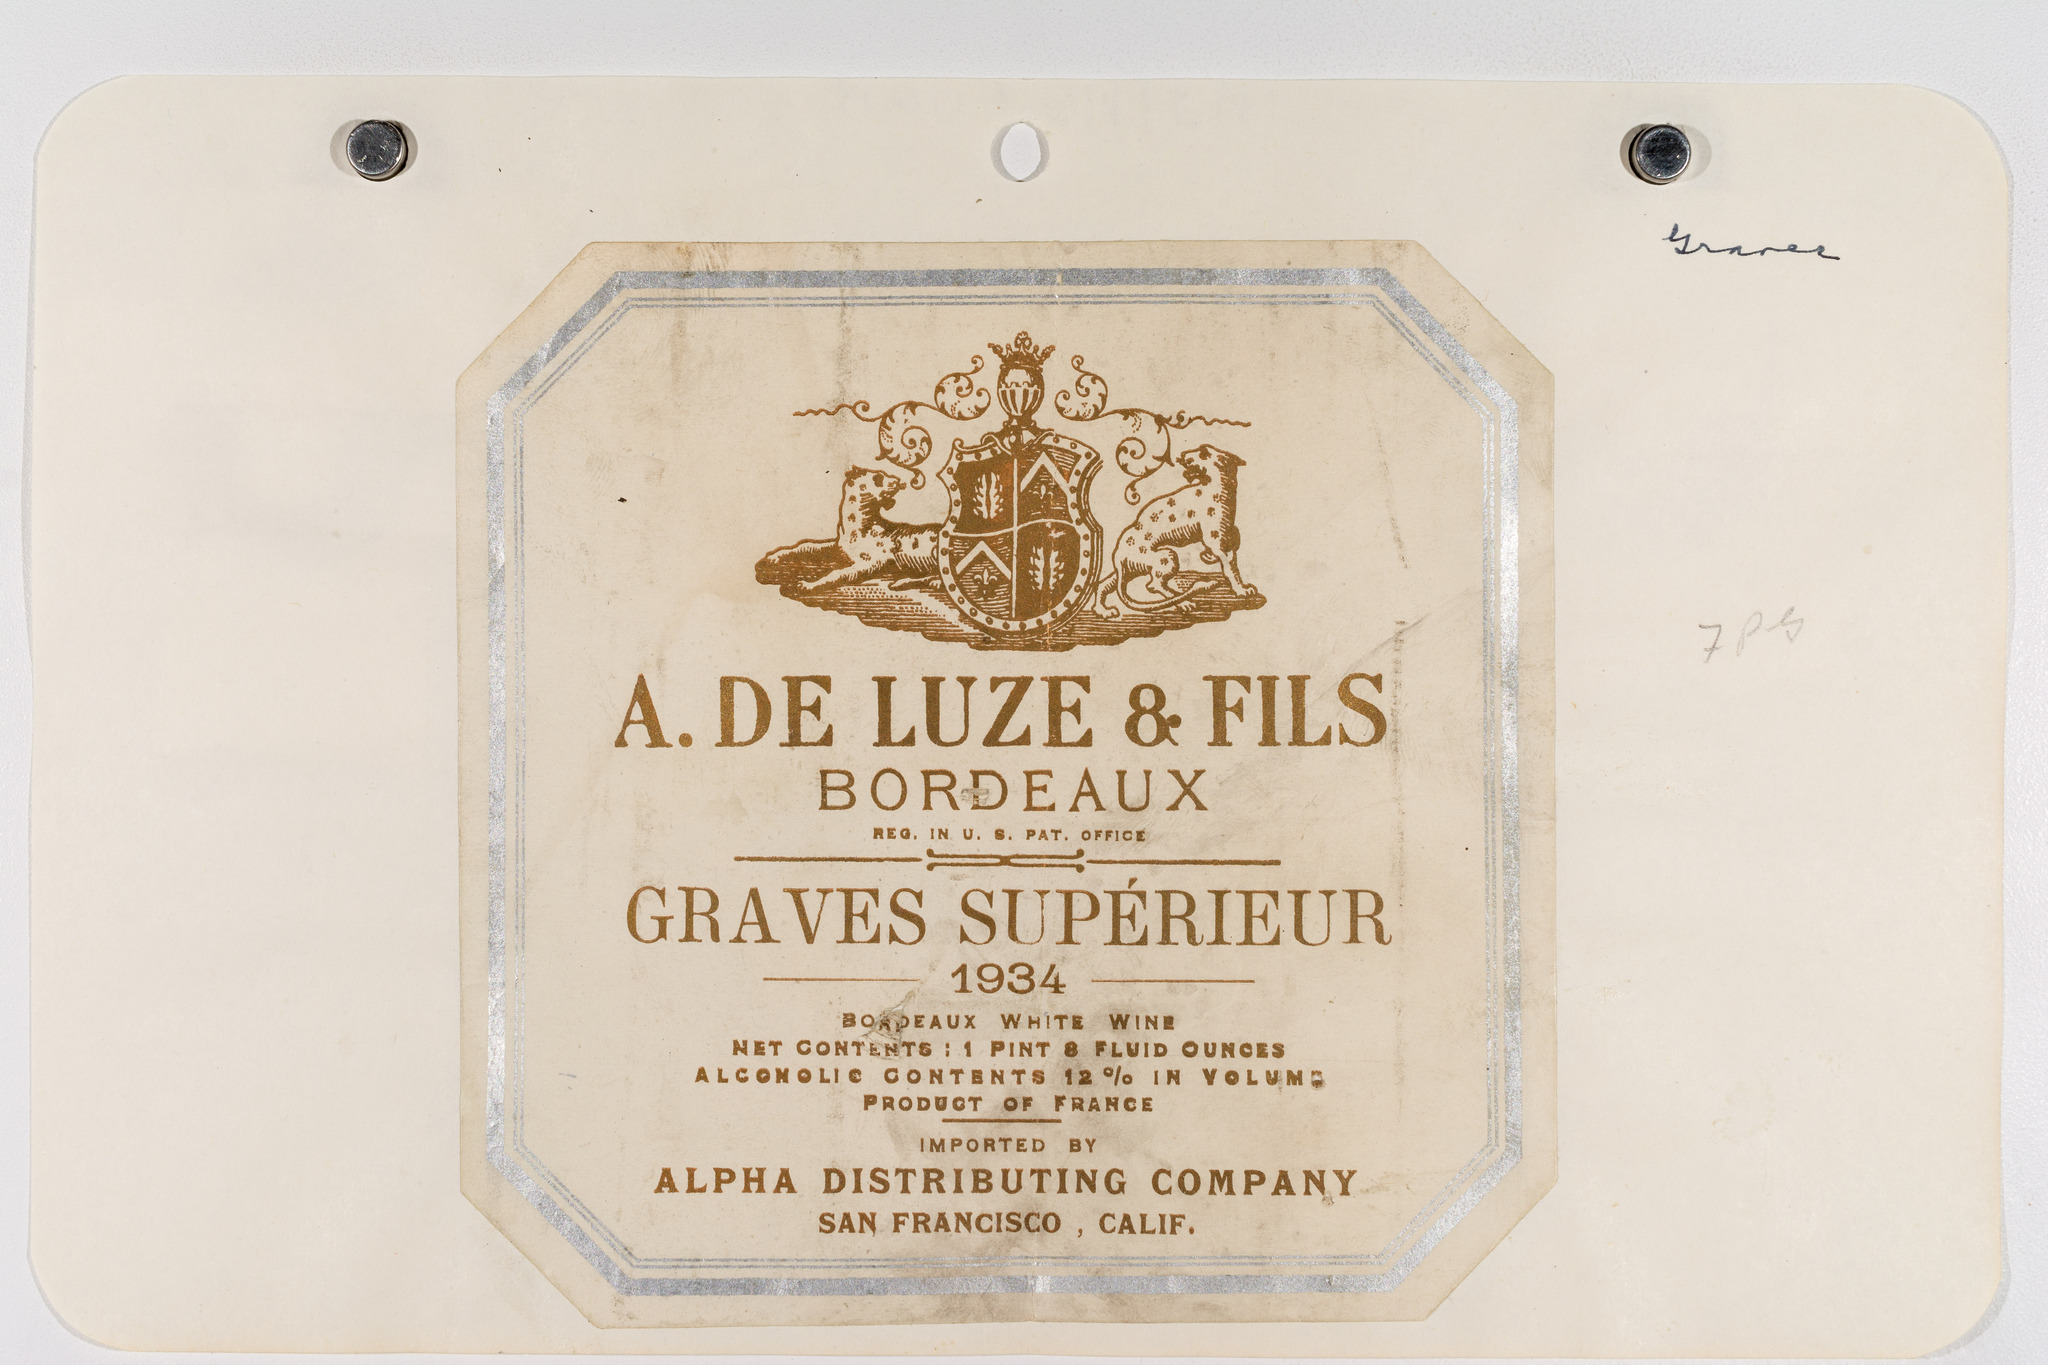 Graves
A. DE LUZE & FILS
BORDEAUX
REG. IN U. S. PAT. OFFICE
GRAVES SUPÉRIEUR
1934
BORDEAUX WHITE WINE
NET CONTENTS : 1 PINT 8 FLUID OUNCES
ALCOHOLIC CONTENTS 12% IN VOLUME
PRODUCT OF FRANCE
IMPORTED BY
ALPHA DISTRIBUTING COMPANY
SAN FRANCISCO , CALIF.